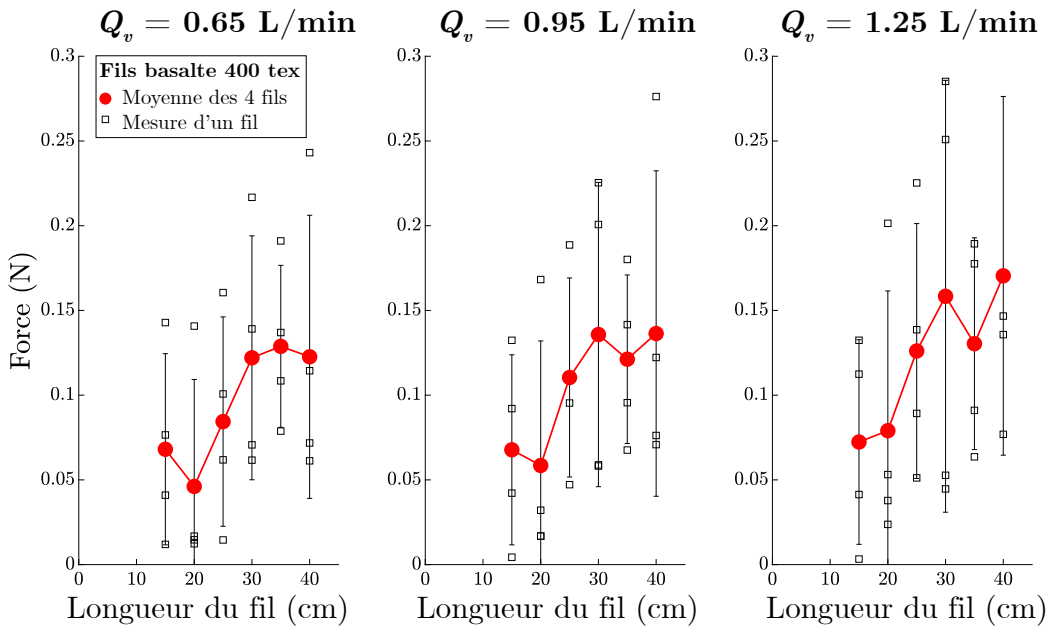 Q_v = 0.65 L/min
Q_v = 0.95 L/min
Q_v = 1.25 L/min
Fils basalte 400 tex
Moyenne des 4 fils
Mesure d'un fil
Force (N)
0.3
0.25
0.2
0.15
0.1
0.05
0
0 10 20 30 40
Longueur du fil (cm)
0.3
0.25
0.2
0.15
0.1
0.05
0
0 10 20 30 40
Longueur du fil (cm)
0.3
0.25
0.2
0.15
0.1
0.05
0
0 10 20 30 40
Longueur du fil (cm)